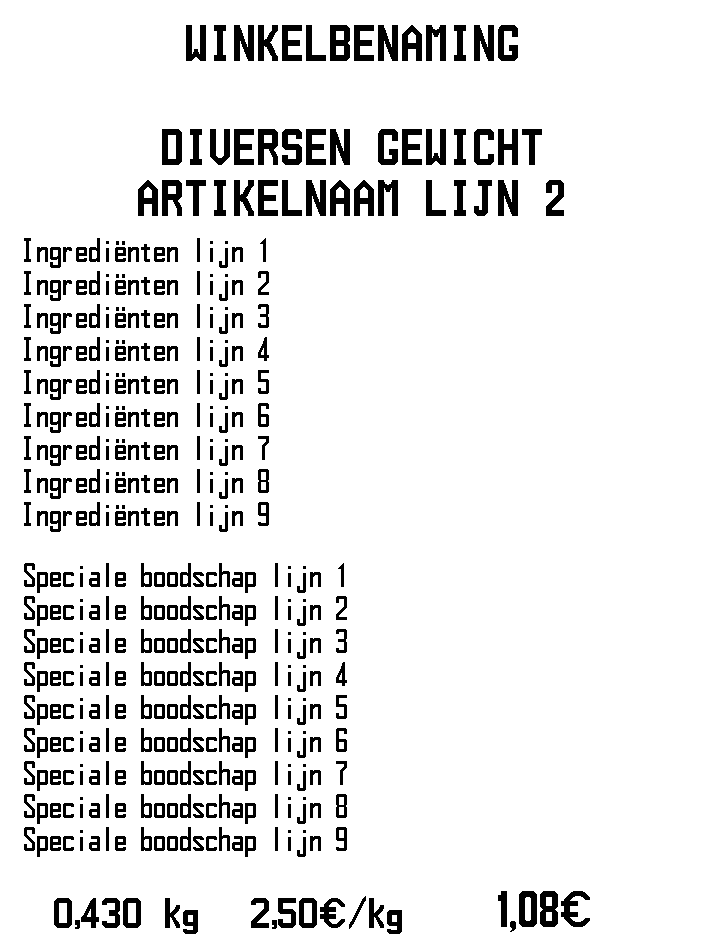 WINKELBENAMING
DIVERSEN GEWICHT
ARTIKELNAAM LIJN 2
Ingrediënten lijn 1
Ingrediënten lijn 2
Ingrediënten lijn 3
Ingrediënten lijn 4
Ingrediënten lijn 5
Ingrediënten lijn 6
Ingrediënten lijn 7
Ingrediënten lijn 8
Ingrediënten lijn 9
Speciale boodschap lijn 1
Speciale boodschap lijn 2
Speciale boodschap lijn 3
Speciale boodschap lijn 4
Speciale boodschap lijn 5
Speciale boodschap lijn 6
Speciale boodschap lijn 7
Speciale boodschap lijn 8
Speciale boodschap lijn 9
0,430 kg 2,50€/kg 1,08€